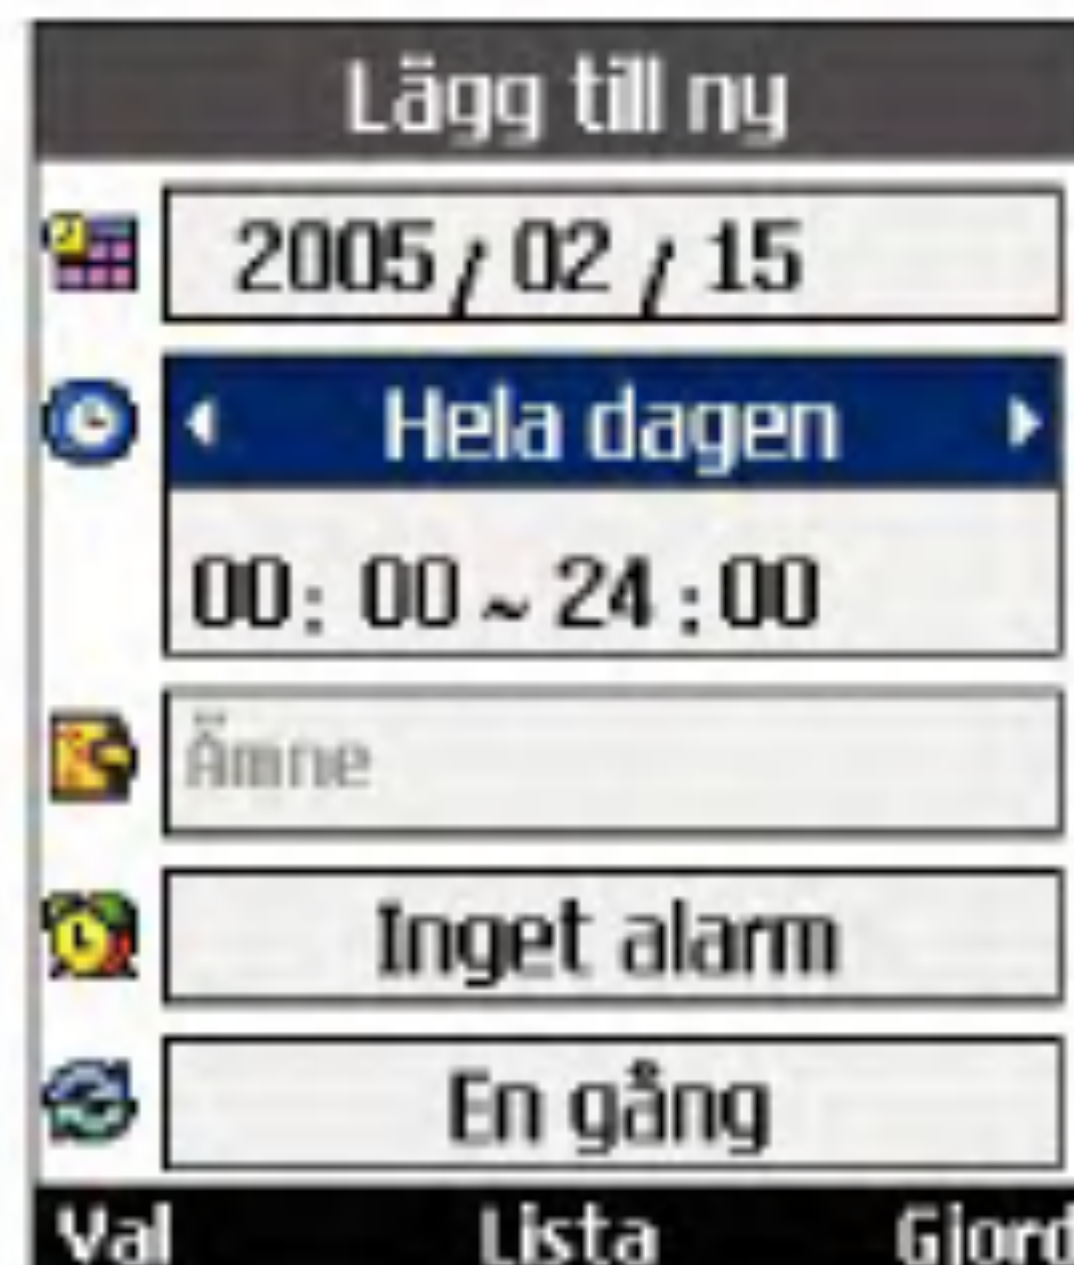 Lägg till ny
2005 / 02 / 15
Hela dagen
00: 00 ~ 24 : 00
Ämne
Inget alarm
En gång
Val Lista Gjord